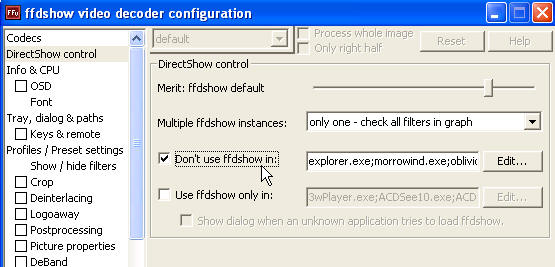 ffdshow video decoder configuration
Codecs
DirectShow control
Info & CPU
OSD
Font
Tray, dialog & paths
Keys & remote
Profiles / Preset settings
Show / hide filters
Crop
Deinterlacing
Logoaway
Postprocessing
Picture properties
DeBand
default
Process whole image
Only right half
Reset
Help
DirectShow control
Merit: ffdshow default
Multiple ffdshow instances:
only one - check all filters in graph
Don't use ffdshow in:
explorer.exe;morrowind.exe;oblivic
Edit...
Use ffdshow only in:
3wPlayer.exe;ACDSee10.exe;ACD
Edit...
Show dialog when an unknown application tries to load ffdshow.